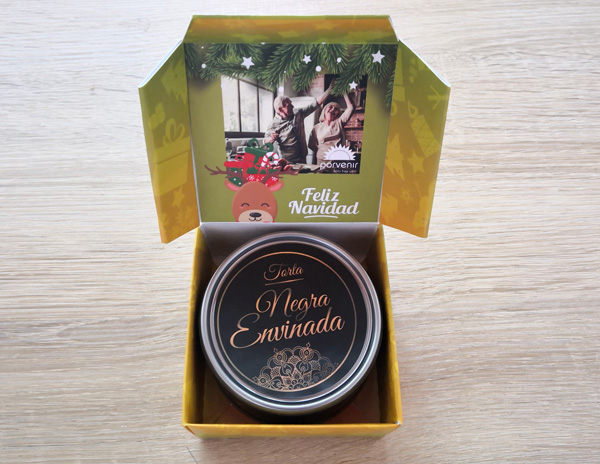 porvenir
Feliz
Navidad
Torta
Negra
Envinada